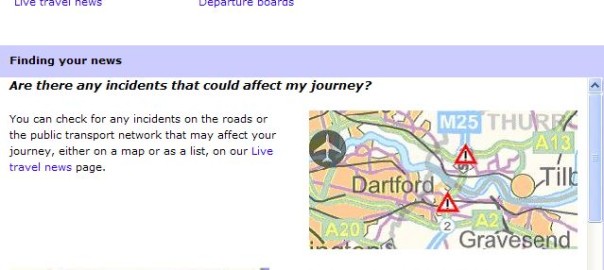 Live travel news Departure boards
Finding your news
Are there any incidents that could affect my journey?
You can check for any incidents on the roads or
the public transport network that may affect your
journey, either on a map or as a list, on our Live
travel news page.
M25 THURR
A13
Tilb
Dartford
2
A2
A20
Gravesend